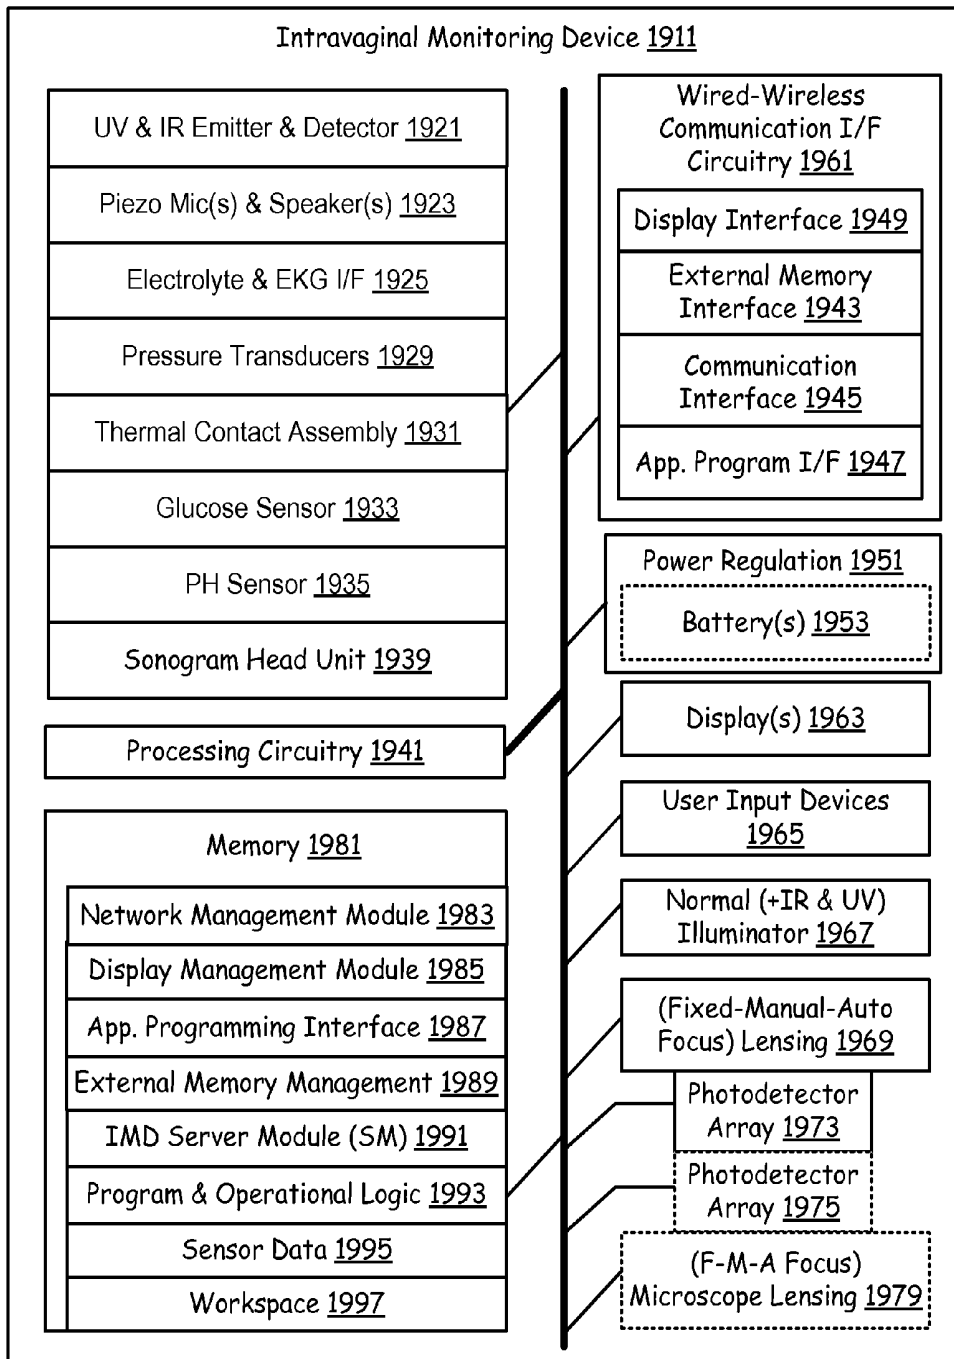 Intravaginal Monitoring Device 1911
UV & IR Emitter & Detector 1921
Piezo Mic(s) & Speaker(s) 1923
Electrolyte & EKG I/F 1925
Pressure Transducers 1929
Thermal Contact Assembly 1931
Glucose Sensor 1933
PH Sensor 1935
Sonogram Head Unit 1939
Processing Circuitry 1941
Memory 1981
Network Management Module 1983
Display Management Module 1985
App. Programming Interface 1987
External Memory Management 1989
IMD Server Module (SM) 1991
Program & Operational Logic 1993
Sensor Data 1995
Workspace 1997
Wired-Wireless
Communication I/F
Circuitry 1961
Display Interface 1949
External Memory
Interface 1943
Communication
Interface 1945
App. Program I/F 1947
Power Regulation 1951
Battery(s) 1953
Display(s) 1963
User Input Devices
1965
Normal (+IR & UV)
Illuminator 1967
(Fixed-Manual-Auto
Focus) Lensing 1969
Photodetector
Array 1973
Photodetector
Array 1975
(F-M-A Focus)
Microscope Lensing 1979